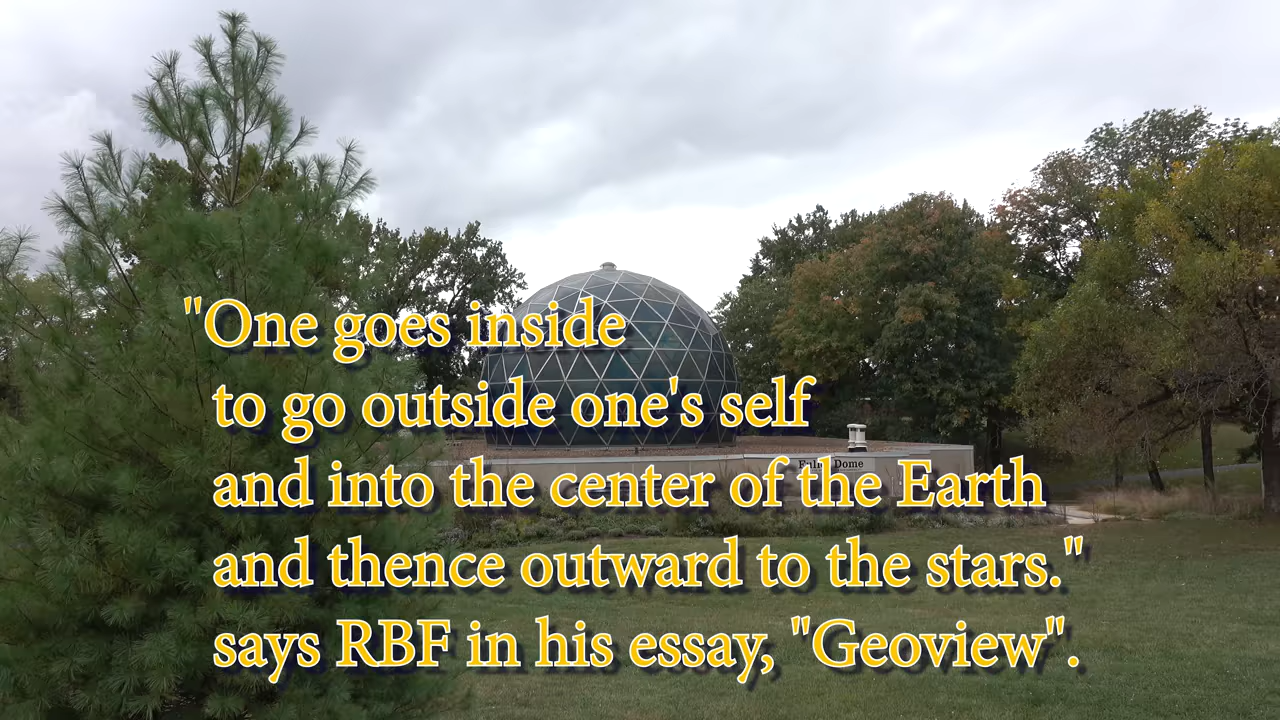 "One goes inside
to go outside one's self
and into the center of the Earth
and thence outward to the stars."
says RBF in his essay, "Geoview".
Dome